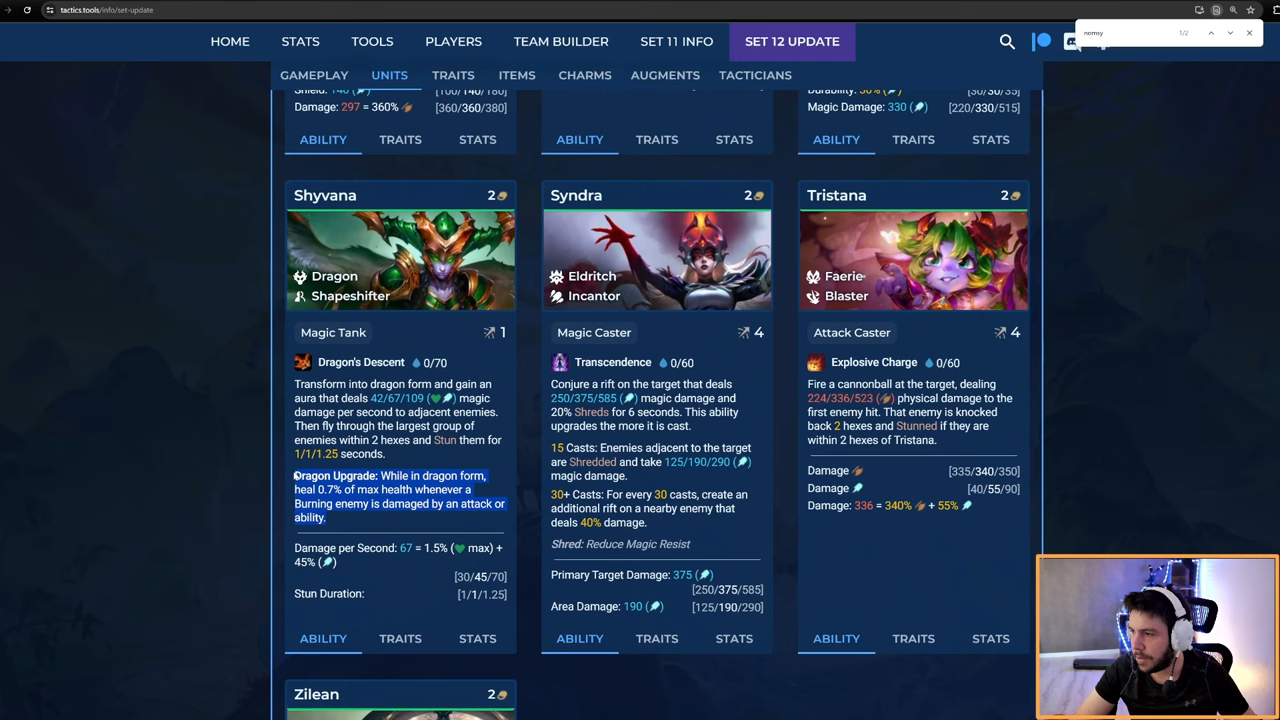 tactics.tools/info/set-update
nomsy
1/2
HOME
STATS
TOOLS
PLAYERS
TEAM BUILDER
SET 11 INFO
SET 12 UPDATE
GAMEPLAY
UNITS
TRAITS
ITEMS
CHARMS
AUGMENTS
TACTICIANS
Damage: 297 = 360%
[360/360/380]
Magic Damage: 330
[220/330/515]
ABILITY
TRAITS
STATS
ABILITY
TRAITS
STATS
ABILITY
TRAITS
STATS
Shyvana
2
Dragon
Shapeshifter
Magic Tank
1
Dragon's Descent
0/70
Transform into dragon form and gain an
aura that deals 42/67/109 ( ) magic
damage per second to adjacent enemies.
Then fly through the largest group of
enemies within 2 hexes and Stun them for
1/1/1.25 seconds.
Dragon Upgrade: While in dragon form,
heal 0.7% of max health whenever a
Burning enemy is damaged by an attack or
ability.
Damage per Second: 67 = 1.5% ( max) +
45% ( )
[30/45/70]
Stun Duration:
[1/1/1.25]
ABILITY
TRAITS
STATS
Syndra
2
Eldritch
Incantor
Magic Caster
4
Transcendence
0/60
Conjure a rift on the target that deals
250/375/585 ( ) magic damage and
20% Shreds for 6 seconds. This ability
upgrades the more it is cast.
15 Casts: Enemies adjacent to the target
are Shredded and take 125/190/290 ( )
magic damage.
30+ Casts: For every 30 casts, create an
additional rift on a nearby enemy that
deals 40% damage.
Shred: Reduce Magic Resist
Primary Target Damage: 375 ( )
[250/375/585]
Area Damage: 190 ( )
[125/190/290]
ABILITY
TRAITS
STATS
Tristana
2
Faerie
Blaster
Attack Caster
4
Explosive Charge
0/60
Fire a cannonball at the target, dealing
224/336/523 ( ) physical damage to the
first enemy hit. That enemy is knocked
back 2 hexes and Stunned if they are
within 2 hexes of Tristana.
Damage
[335/340/350]
Damage
[40/55/90]
Damage: 336 = 340% + 55%
ABILITY
TRAITS
STATS
Zilean
2